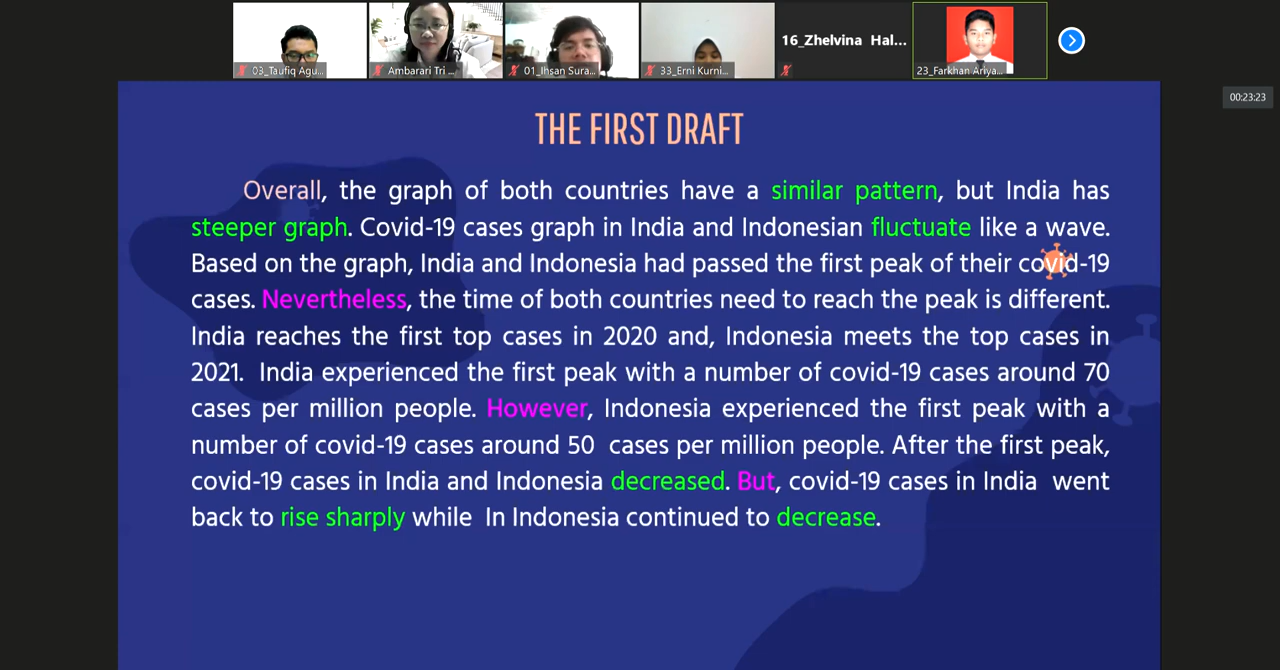 03_Taufiq Agu...
Ambarari Tri ...
01_Ihsan Sura...
33_Erni Kurni...
16_Zhelvina Hal...
23_Farkhan Ariya...
00:23:23
THE FIRST DRAFT
Overall, the graph of both countries have a similar pattern, but India has
steeper graph. Covid-19 cases graph in India and Indonesian fluctuate like a wave.
Based on the graph, India and Indonesia had passed the first peak of their covid-19
cases. Nevertheless, the time of both countries need to reach the peak is different.
India reaches the first top cases in 2020 and, Indonesia meets the top cases in
2021. India experienced the first peak with a number of covid-19 cases around 70
cases per million people. However, Indonesia experienced the first peak with a
number of covid-19 cases around 50 cases per million people. After the first peak,
covid-19 cases in India and Indonesia decreased. But, covid-19 cases in India went
back to rise sharply while In Indonesia continued to decrease.